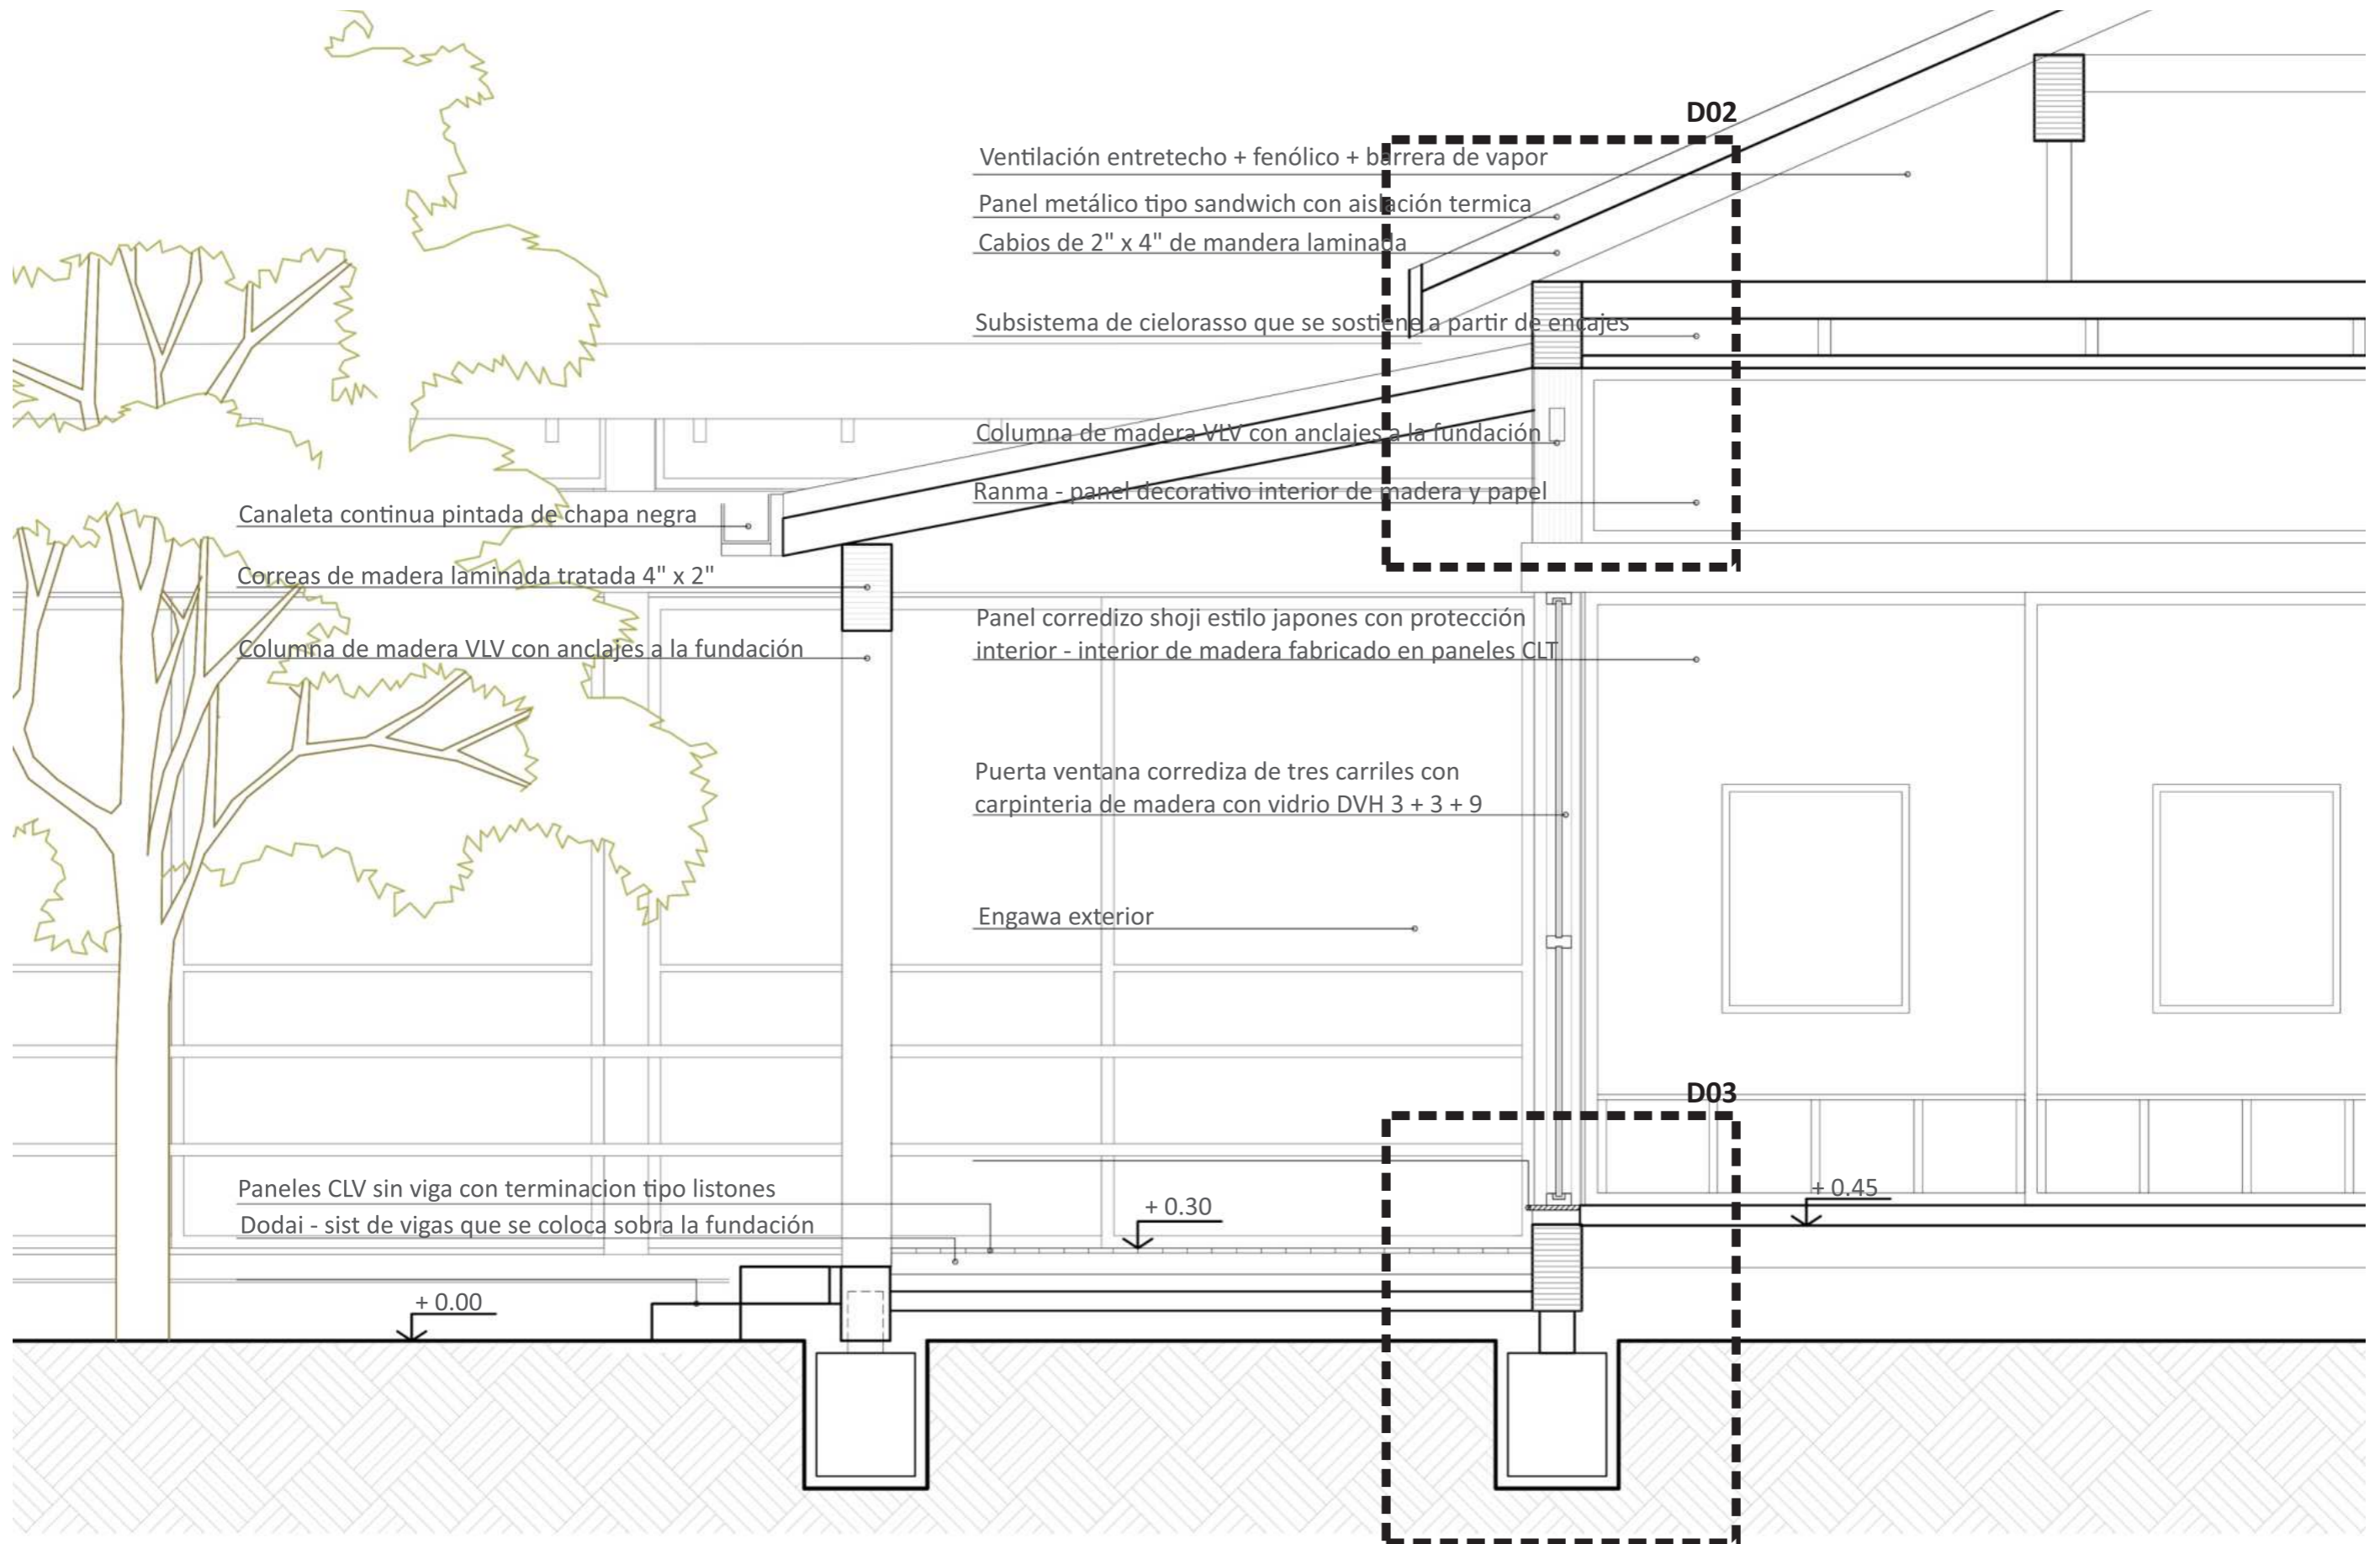 D02
Ventilación entretecho + fenólico + barrera de vapor
Panel metálico tipo sandwich con aislación termica
Cabios de 2" x 4" de mandera laminada
Subsistema de cielorasso que se sostiene a partir de encajes
Columna de madera VLV con anclajes a la fundación
Ranma - panel decorativo interior de madera y papel
Canaleta continua pintada de chapa negra
Correas de madera laminada tratada 4" x 2"
Columna de madera VLV con anclajes a la fundación
Panel corredizo shoji estilo japones con protección
interior - interior de madera fabricado en paneles CLT
Puerta ventana corrediza de tres carriles con
carpinteria de madera con vidrio DVH 3 + 3 + 9
Engawa exterior
D03
Paneles CLV sin viga con terminacion tipo listones
Dodai - sist de vigas que se coloca sobra la fundación
+ 0.30
+ 0.45
+ 0.00